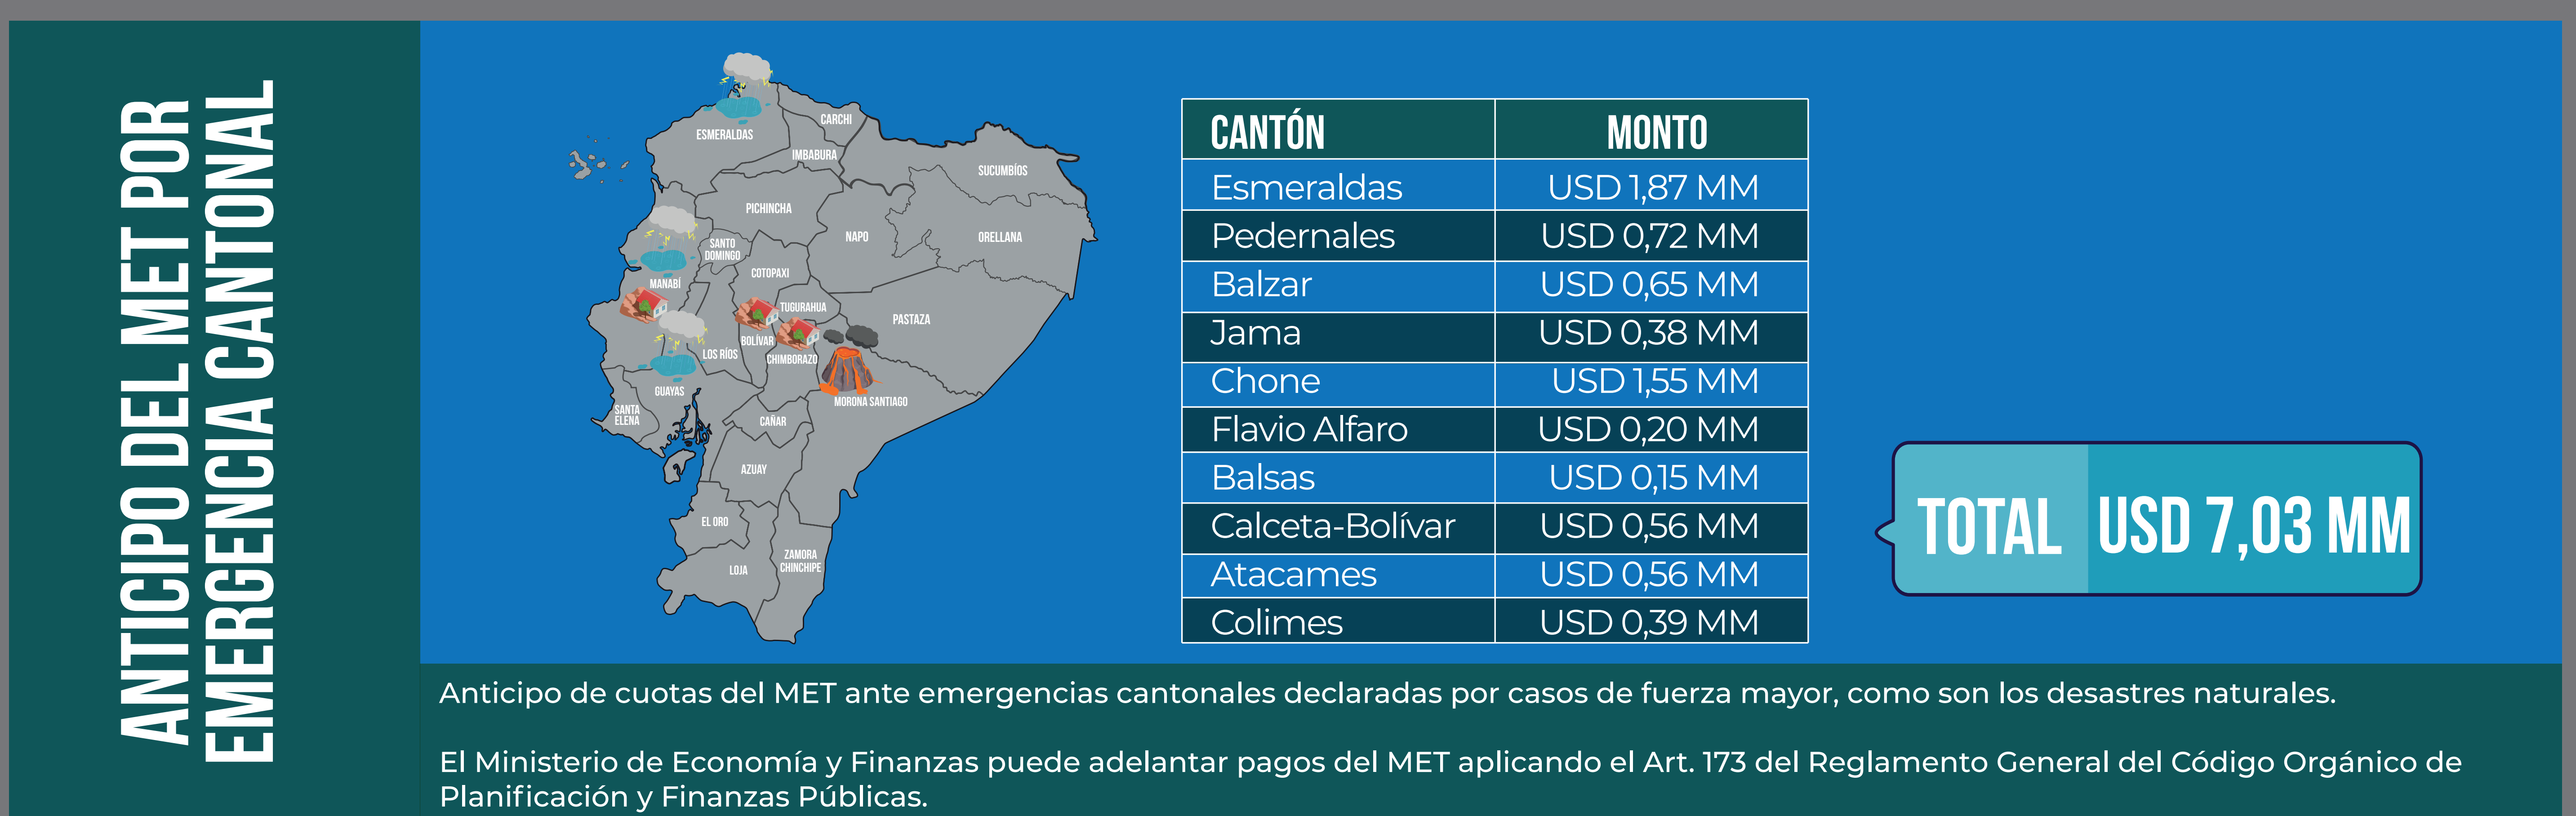 ANTICIPO DEL MET POR
EMERGENCIA CANTONAL
ESMERALDAS
CARCHI
IMBABURA
SUCUMBÍOS
PICHINCHA
NAPO
ORELLANA
SANTO
DOMINGO
COTOPAXI
MANABÍ
TUGURAHUA
PASTAZA
BOLÍVAR
LOS RÍOS
CHIMBORAZO
GUAYAS
MORONA SANTIAGO
SANTA
ELENA
CAÑAR
AZUAY
EL ORO
ZAMORA
CHINCHIPE
LOJA
CANTÓN MONTO
Esmeraldas USD 1,87 MM
Pedernales USD 0,72 MM
Balzar USD 0,65 MM
Jama USD 0,38 MM
Chone USD 1,55 MM
Flavio Alfaro USD 0,20 MM
Balsas USD 0,15 MM
Calceta-Bolívar USD 0,56 MM
Atacames USD 0,56 MM
Colimes USD 0,39 MM
TOTAL USD 7,03 MM
Anticipo de cuotas del MET ante emergencias cantonales declaradas por casos de fuerza mayor, como son los desastres naturales.
El Ministerio de Economía y Finanzas puede adelantar pagos del MET aplicando el Art. 173 del Reglamento General del Código Orgánico de
Planificación y Finanzas Públicas.